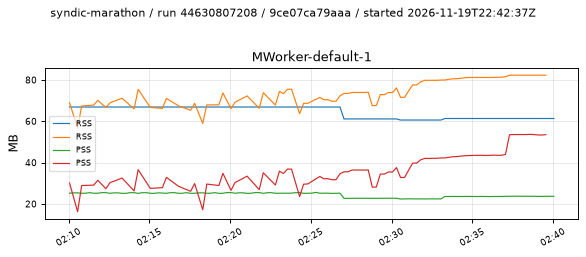 syndic-marathon / run 44630807208 / 9ce07ca79aaa / started 2026-11-19T22:42:37Z
MWorker-default-1
MB
80
60
40
20
RSS
RSS
PSS
PSS
02:10
02:15
02:20
02:25
02:30
02:35
02:40